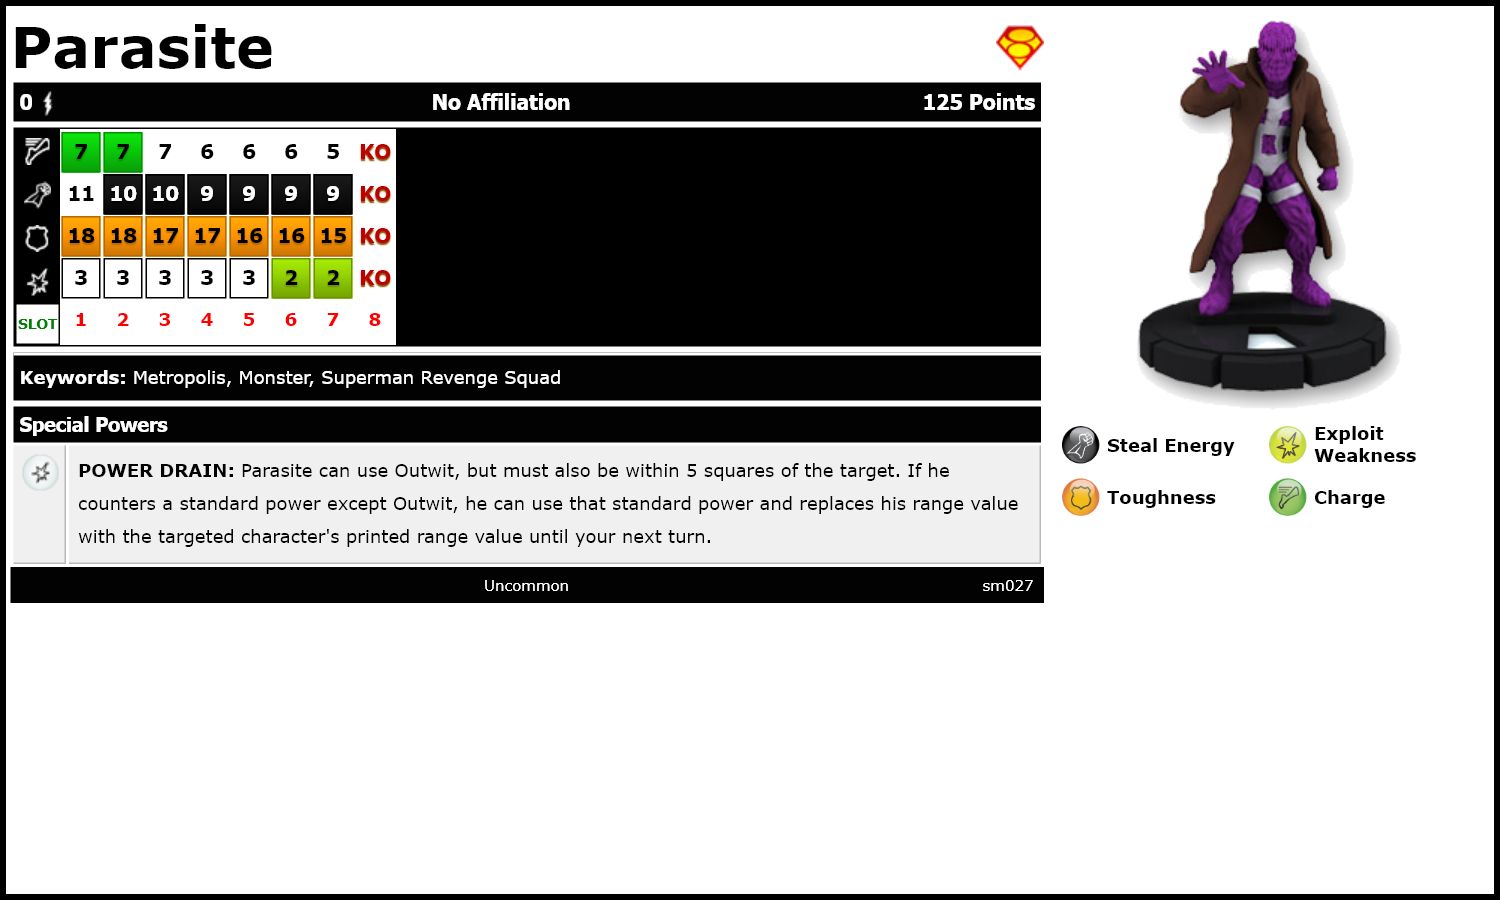 Parasite
0 No Affiliation 125 Points
7 7 7 6 6 6 5 KO
11 10 10 9 9 9 9 KO
18 18 17 17 16 16 15 KO
3 3 3 3 3 2 2 KO
SLOT 1 2 3 4 5 6 7 8
Keywords: Metropolis, Monster, Superman Revenge Squad
Special Powers
POWER DRAIN: Parasite can use Outwit, but must also be within 5 squares of the target. If he
counters a standard power except Outwit, he can use that standard power and replaces his range value
with the targeted character's printed range value until your next turn.
Uncommon sm027
Steal Energy
Exploit
Weakness
Toughness
Charge